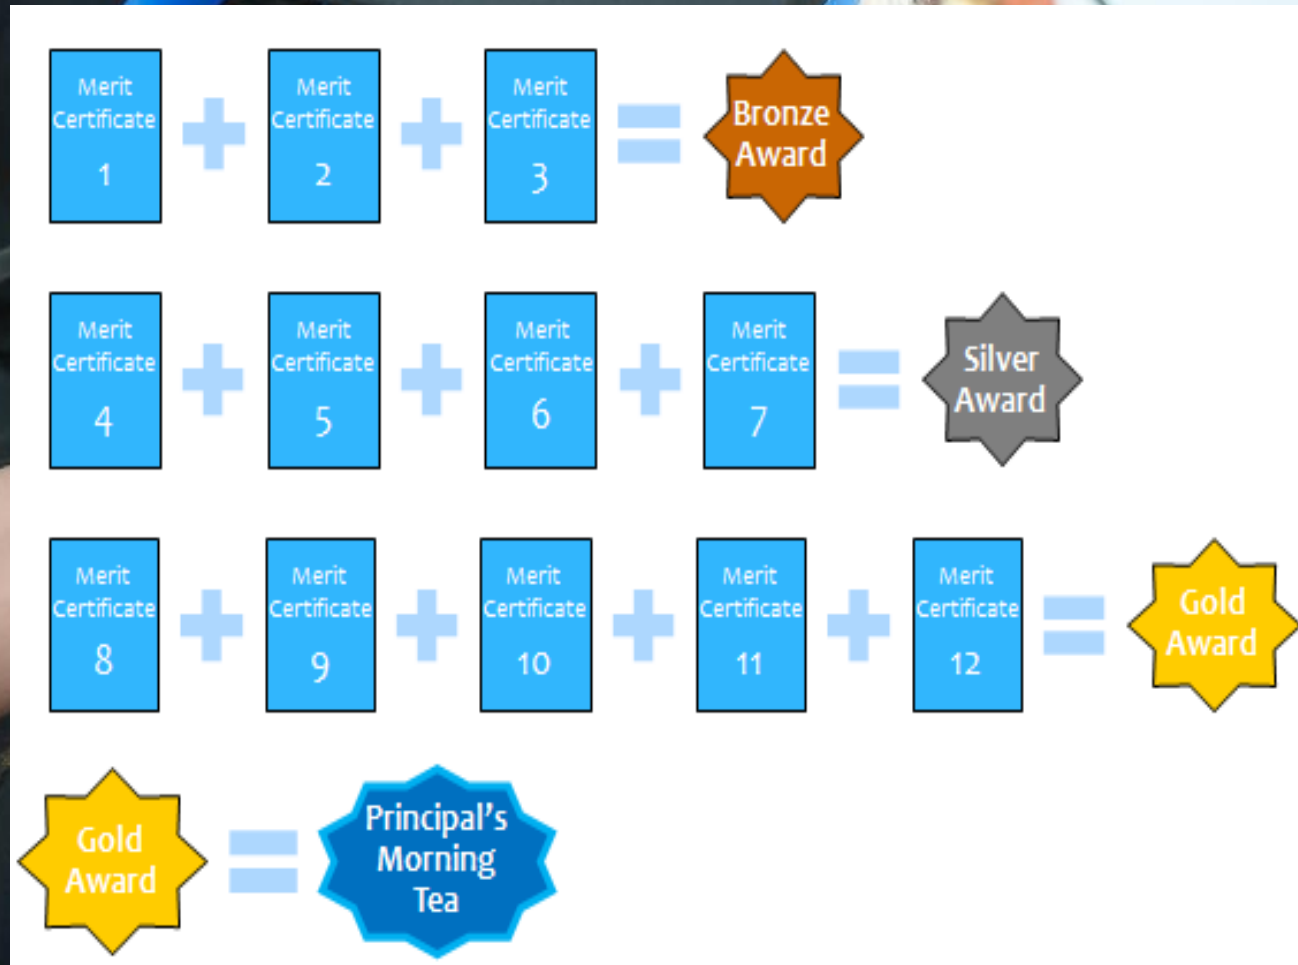 Merit
Certificate
1
Merit
Certificate
2
Merit
Certificate
3
Bronze
Award
Merit
Certificate
4
Merit
Certificate
5
Merit
Certificate
6
Merit
Certificate
7
Silver
Award
Merit
Certificate
8
Merit
Certificate
9
Merit
Certificate
10
Merit
Certificate
11
Merit
Certificate
12
Gold
Award
Gold
Award
Principal's
Morning
Tea